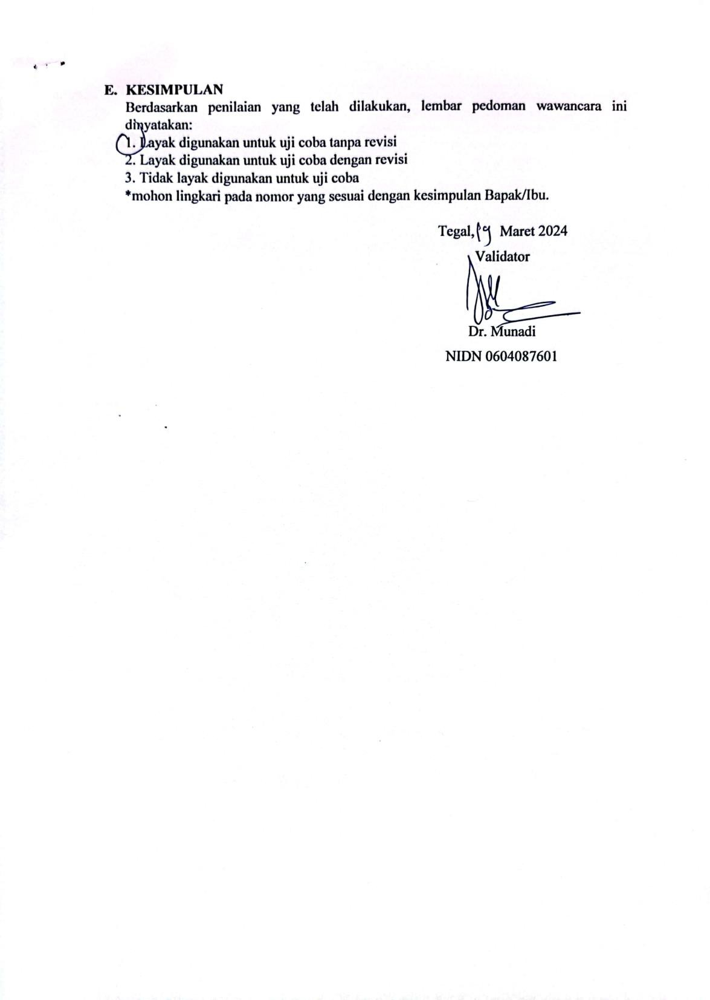 E. KESIMPULAN
Berdasarkan penilaian yang telah dilakukan, lembar pedoman wawancara ini
dinyatakan:
1. Layak digunakan untuk uji coba tanpa revisi
2. Layak digunakan untuk uji coba dengan revisi
3. Tidak layak digunakan untuk uji coba
*mohon lingkari pada nomor yang sesuai dengan kesimpulan Bapak/Ibu.
Tegal, 19 Maret 2024
Validator
Dr. Munadi
NIDN 0604087601